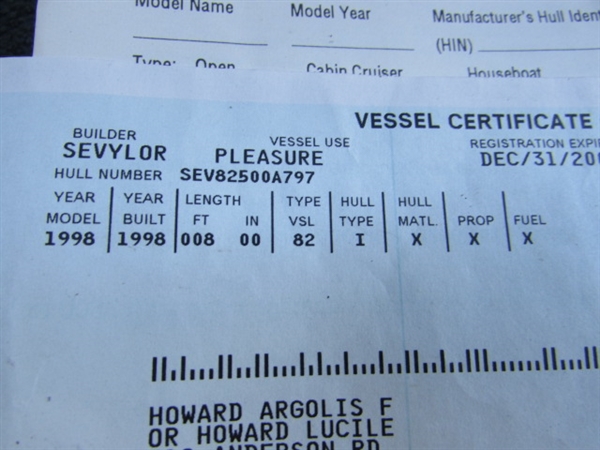 Model Name Model Year Manufacturer's Hull Ident
(HIN)
Type: Open Cabin Cruiser Houseboat
VESSEL CERTIFICATE
BUILDER VESSEL USE REGISTRATION EXPI
SEVYLOR PLEASURE DEC/31/20
HULL NUMBER SEV82500A797
YEAR YEAR LENGTH TYPE HULL HULL
MODEL BUILT FT IN VSL TYPE MATL. PROP FUEL
1998 1998 008 00 82 I X X X
HOWARD ARGOLIS F
OR HOWARD LUCILE
ANDERSON RD